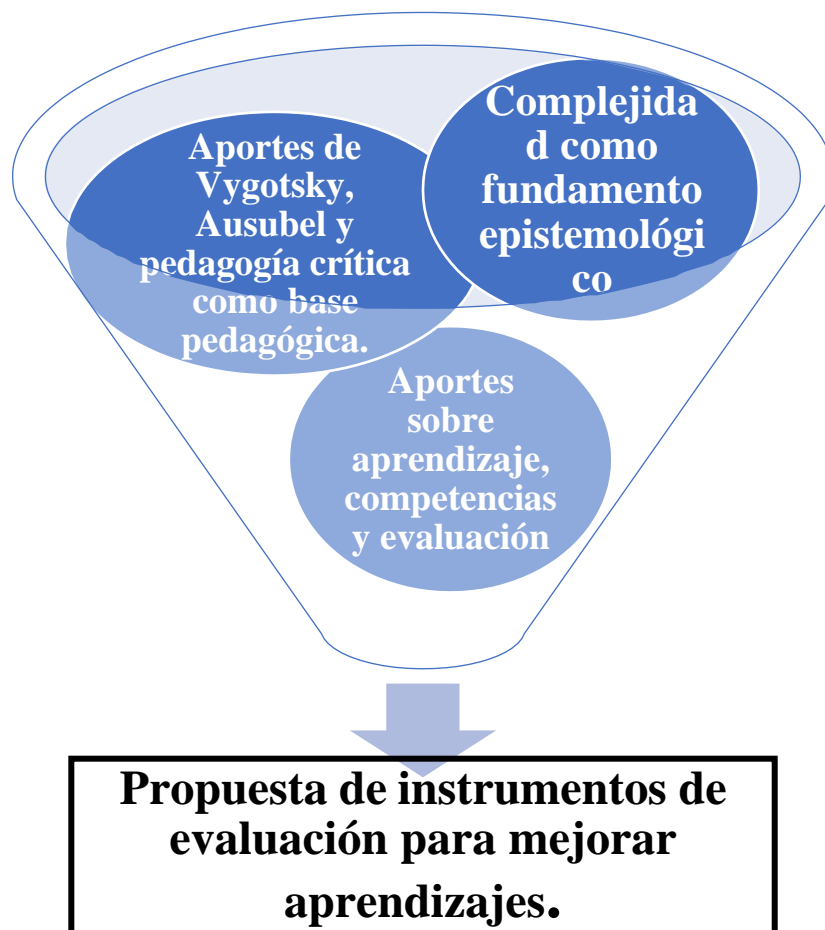 Aportes de
Vygotsky,
Ausubel y
pedagogía crítica
como base
pedagógica.
Complejida
d como
fundamento
epistemológi
co
Aportes
sobre
aprendizaje,
competencias
y evaluación
Propuesta de instrumentos de
evaluación para mejorar
aprendizajes.